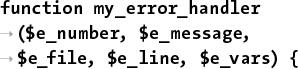 function my_error_handler
→($e_number, $e_message,
→$e_file, $e_line, $e_vars) {